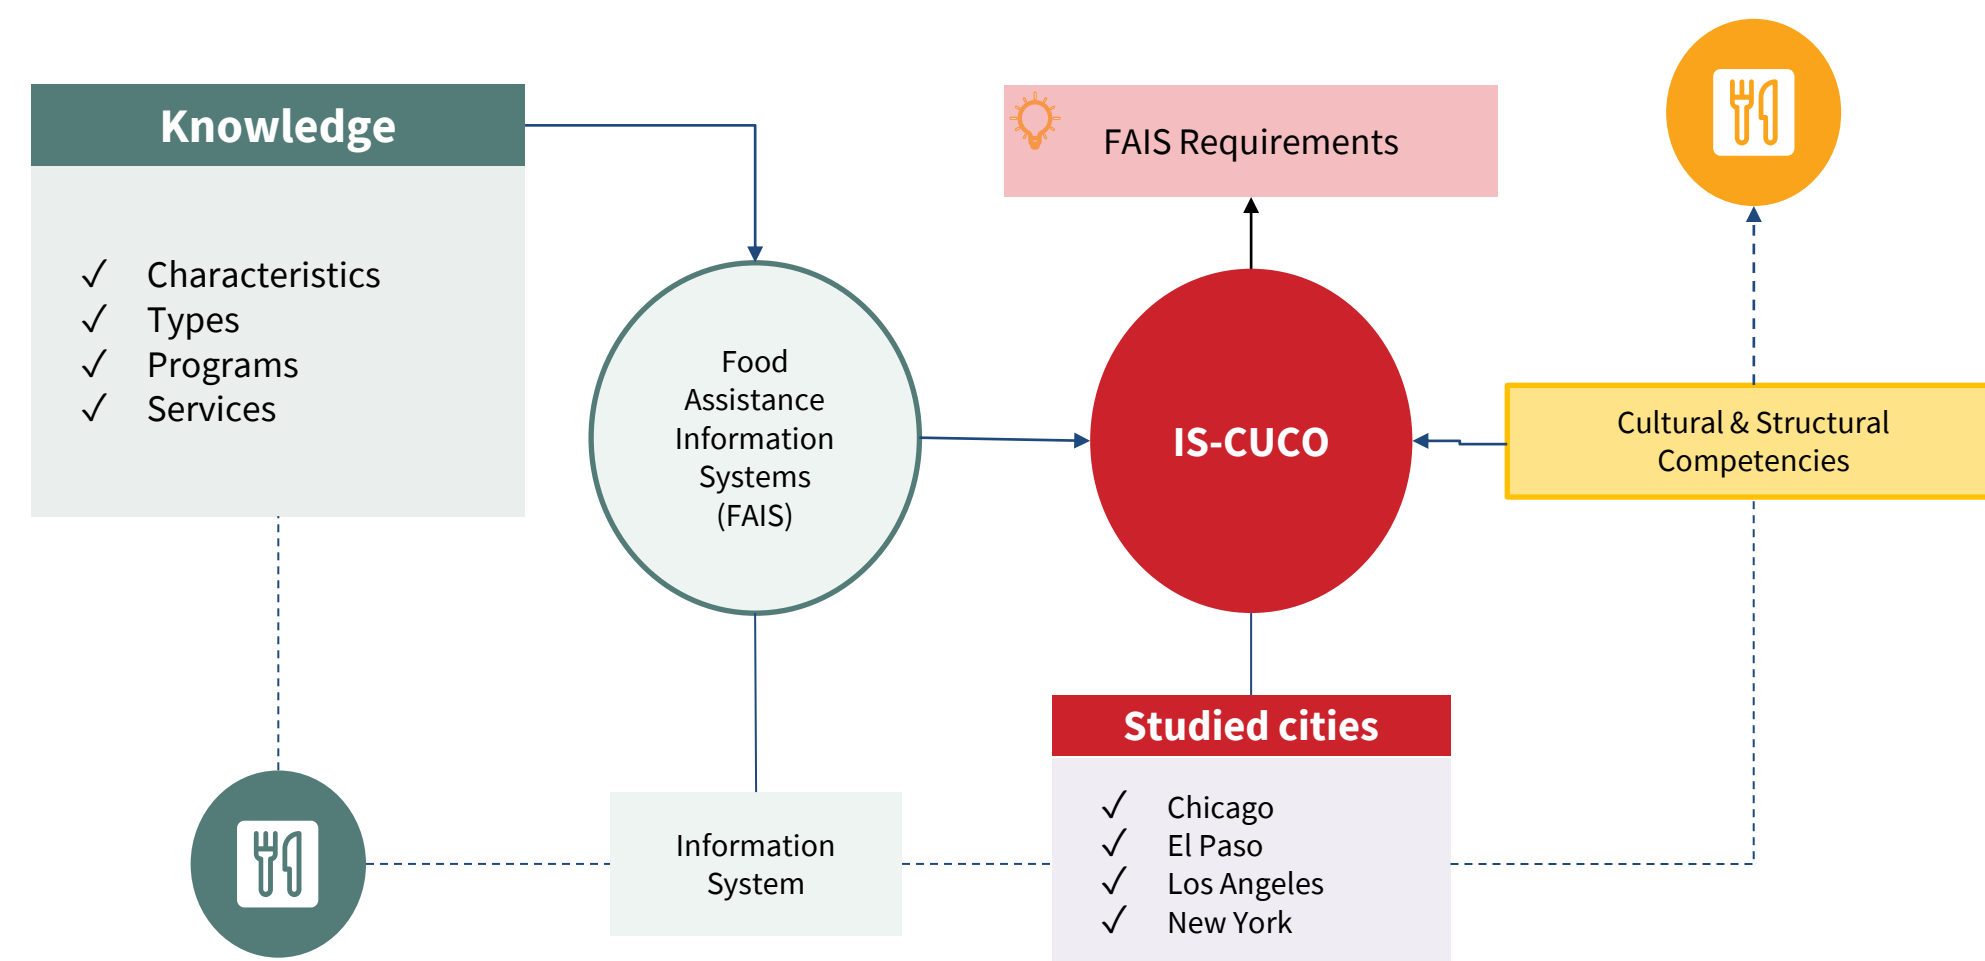 Knowledge
✓ Characteristics
✓ Types
✓ Programs
✓ Services
Food
Assistance
Information
Systems
(FAIS)
Information
System
FAIS Requirements
IS-CUCO
Studied cities
✓ Chicago
✓ El Paso
✓ Los Angeles
✓ New York
Cultural & Structural
Competencies